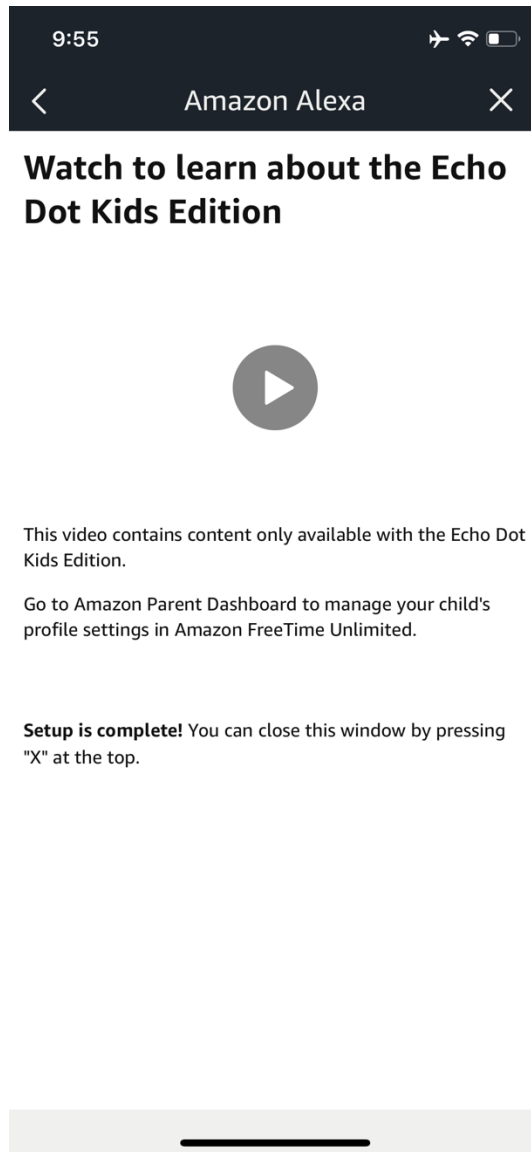 9:55
Amazon Alexa
Watch to learn about the Echo
Dot Kids Edition
This video contains content only available with the Echo Dot
Kids Edition.
Go to Amazon Parent Dashboard to manage your child's
profile settings in Amazon FreeTime Unlimited.
Setup is complete! You can close this window by pressing
"X" at the top.